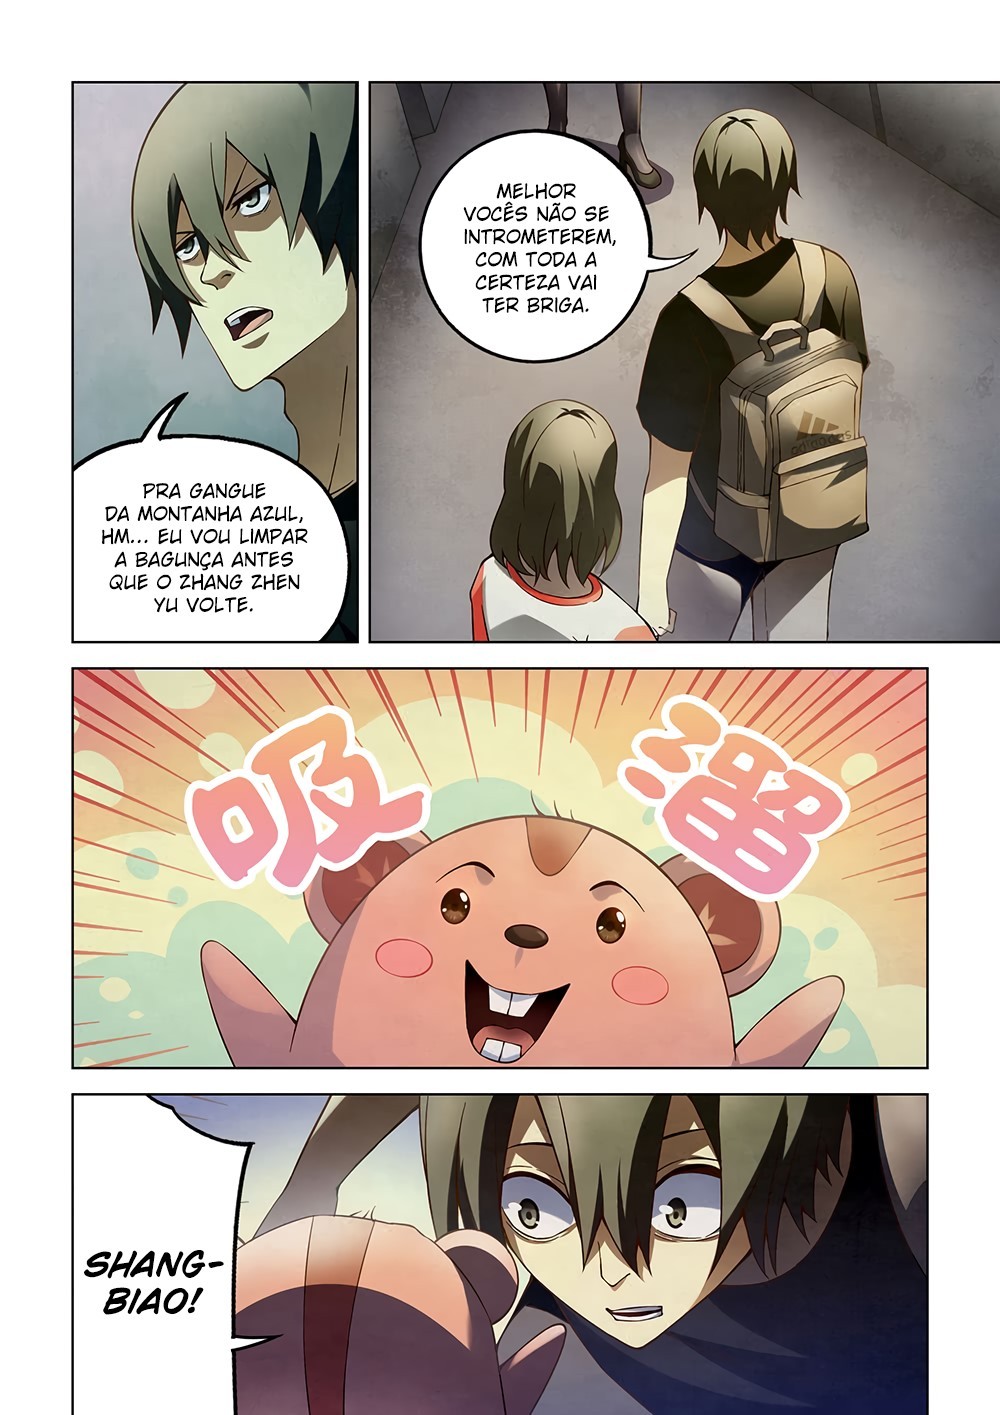 PRA GANGUE
DA MONTANHA AZUL,
HM... EU VOU LIMPAR
A BAGUNÇA ANTES
QUE O ZHANG ZHEN
YU VOLTE.
MELHOR
VOCÊS NÃO SE
INTROMETEREM,
COM TODA A
CERTEZA VAI
TER BRIGA.
吸溜
SHANG-
BIAO!